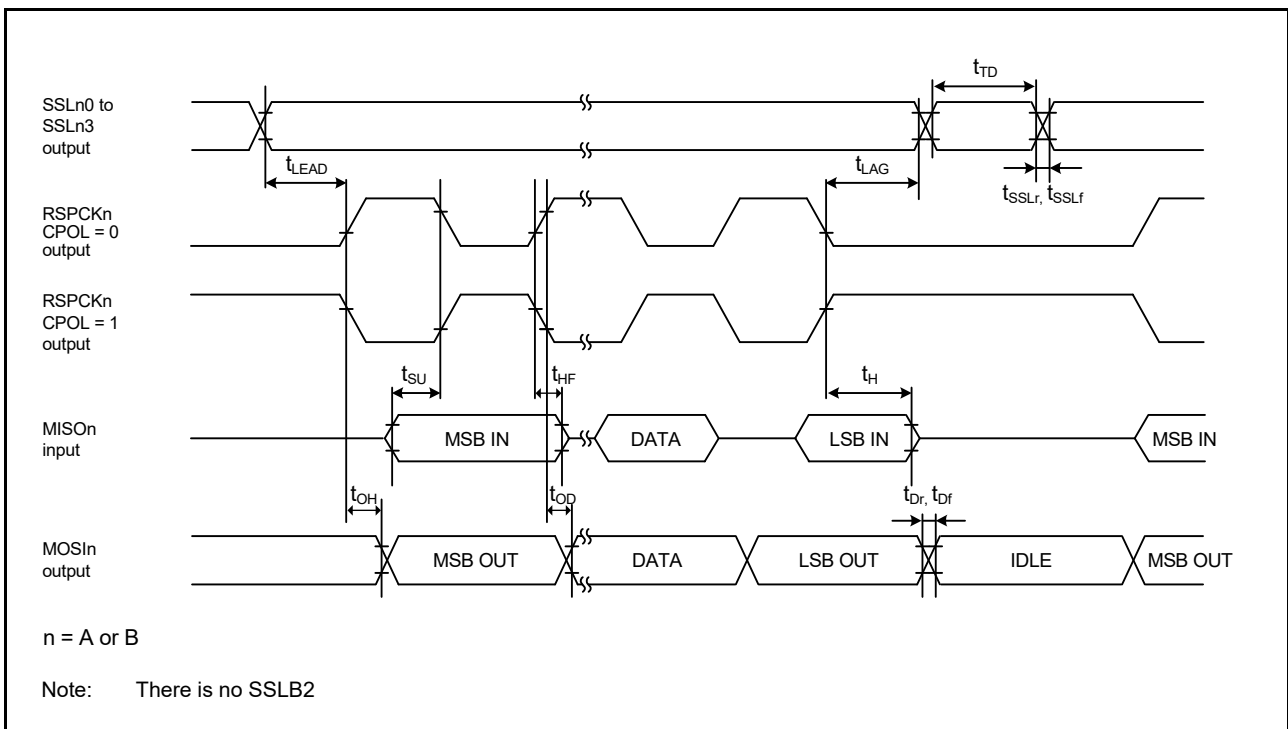 SSLn0 to
SSLn3
output
tTD
tLEAD
tLAG
tSSLr, tSSLf
RSPCKn
CPOL = 0
output
RSPCKn
CPOL = 1
output
tSU
tHF
tH
MISOn
input
MSB IN
DATA
LSB IN
MSB IN
tOH
tOD
tDr, tDf
MOSIn
output
MSB OUT
DATA
LSB OUT
IDLE
MSB OUT
n = A or B
Note: There is no SSLB2